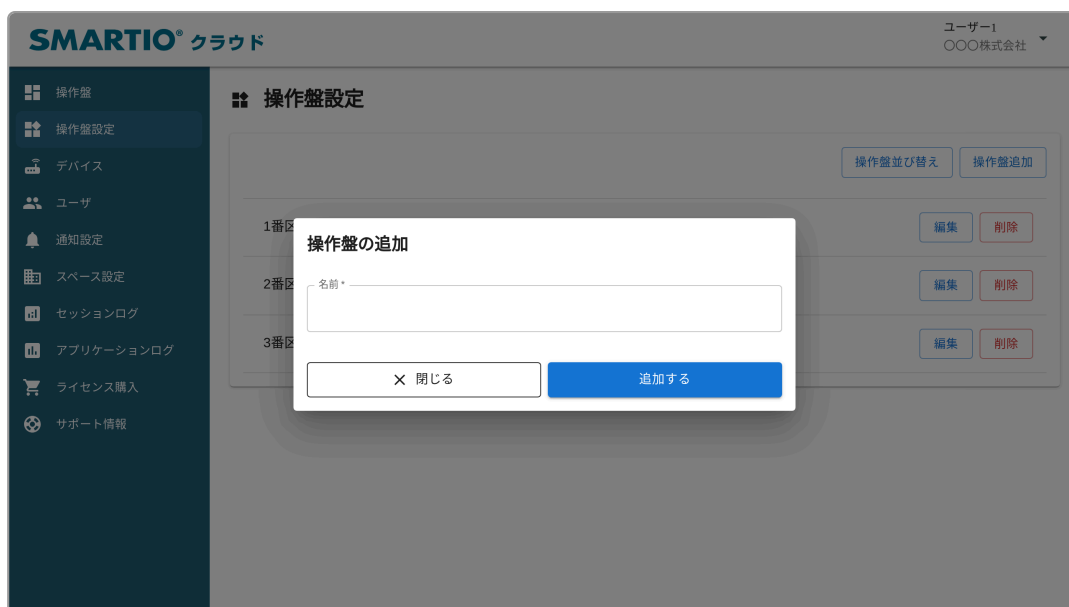 SMARTIO® クラウド
ユーザー1
○○○株式会社
操作盤
操作盤設定
デバイス
ユーザ
通知設定
スペース設定
セッションログ
アプリケーションログ
ライセンス購入
サポート情報
操作盤設定
操作盤並び替え 操作盤追加
1番区 編集 削除
2番区 編集 削除
3番区 編集 削除
操作盤の追加
名前 *
× 閉じる 追加する